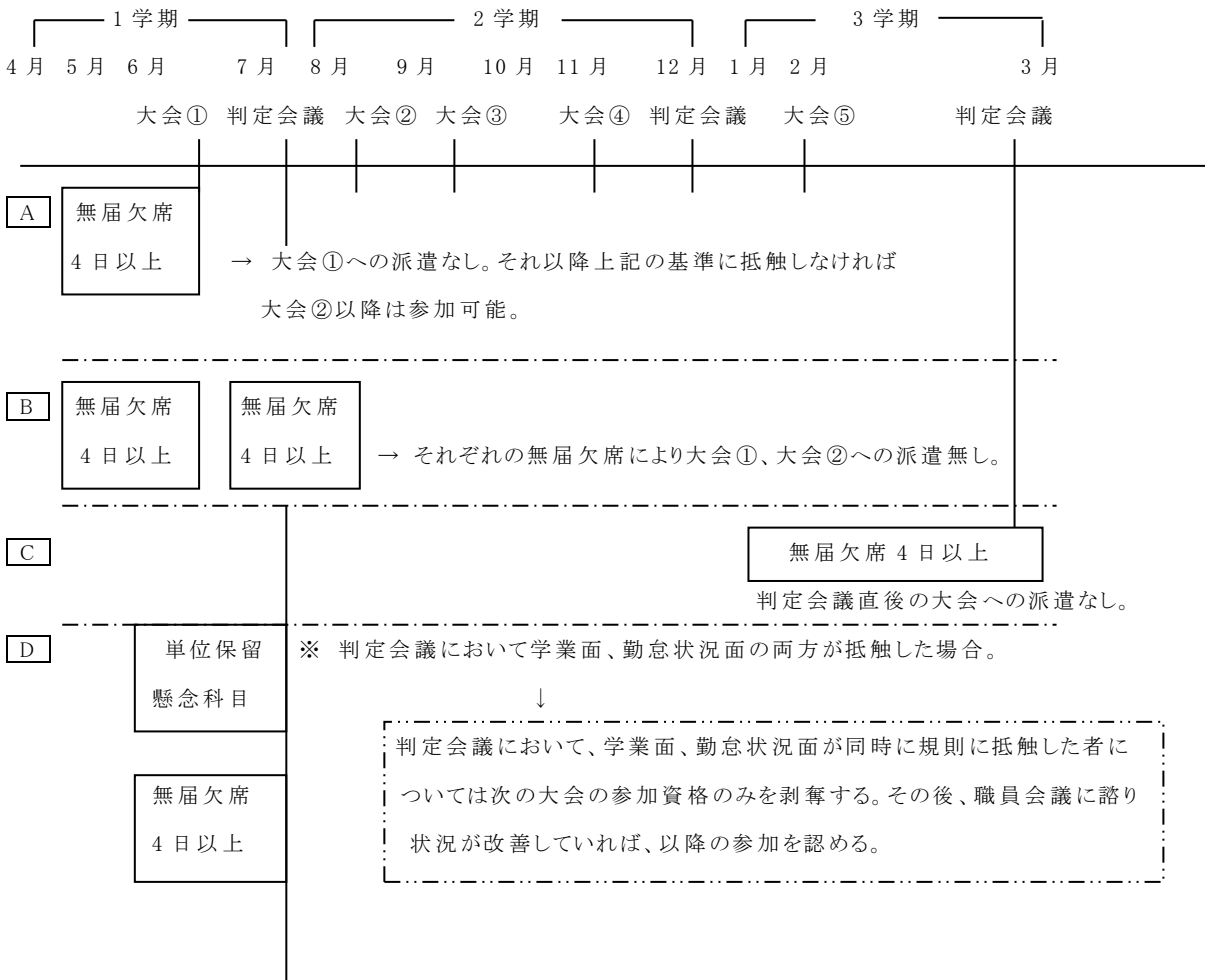 1学期 2学期 3学期
4月 5月 6月 7月 8月 9月 10月 11月 12月 1月 2月 3月
大会① 判定会議 大会② 大会③ 大会④ 判定会議 大会⑤ 判定会議
A
無届欠席
4日以上 → 大会①への派遣なし。それ以降上記の基準に抵触しなければ
大会②以降は参加可能。
B
無届欠席 無届欠席
4日以上 4日以上 → それぞれの無届欠席により大会①、大会②への派遣無し。
C
無届欠席4日以上
判定会議直後の大会への派遣なし。
D
単位保留 ※ 判定会議において学業面、勤怠状況面の両方が抵触した場合。
懸念科目 ↓
判定会議において、学業面、勤怠状況面が同時に規則に抵触した者に
無届欠席 ついては次の大会の参加資格のみを剥奪する。その後、職員会議に諮り
4日以上 状況が改善していれば、以降の参加を認める。